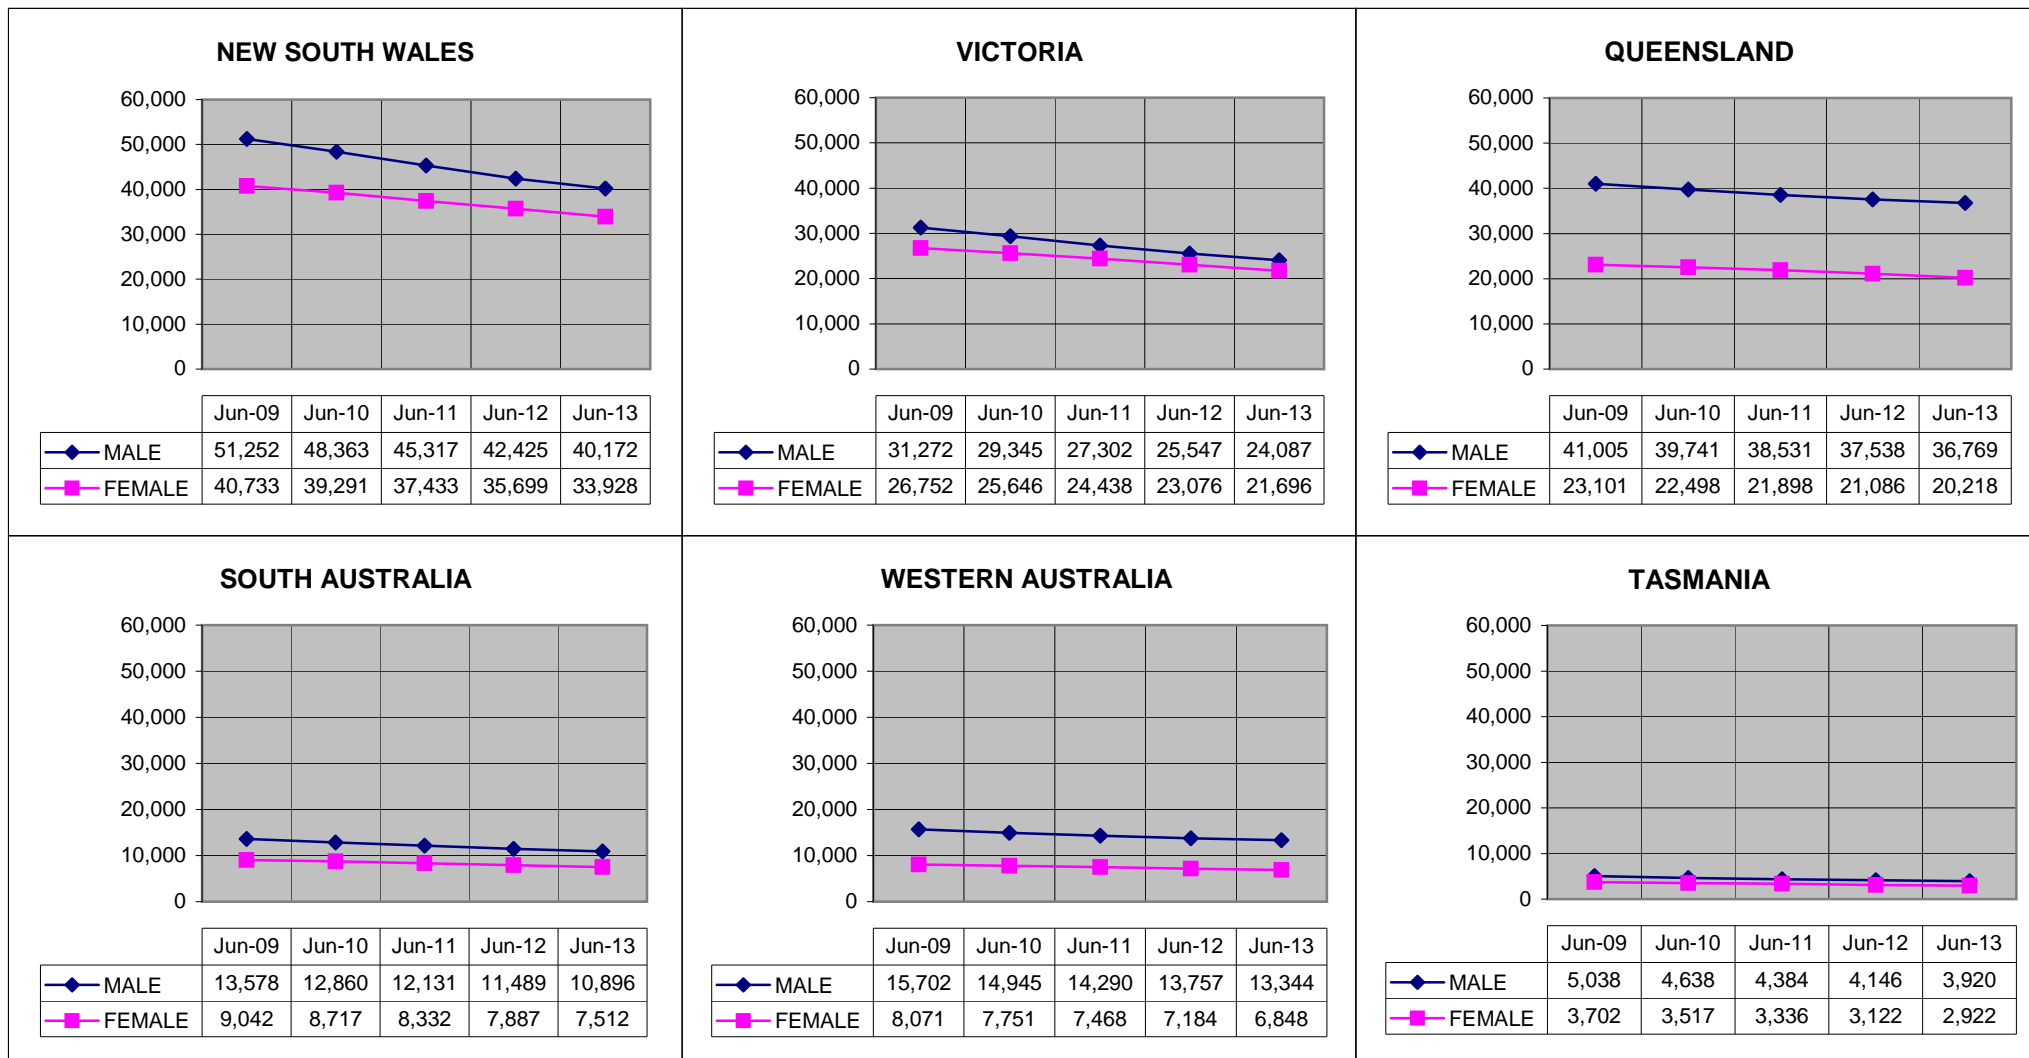 NEW SOUTH WALES
60,000
50,000
40,000
30,000
20,000
10,000
0
Jun-09 Jun-10 Jun-11 Jun-12 Jun-13
MALE 51,252 48,363 45,317 42,425 40,172
FEMALE 40,733 39,291 37,433 35,699 33,928
VICTORIA
60,000
50,000
40,000
30,000
20,000
10,000
0
Jun-09 Jun-10 Jun-11 Jun-12 Jun-13
MALE 31,272 29,345 27,302 25,547 24,087
FEMALE 26,752 25,646 24,438 23,076 21,696
QUEENSLAND
60,000
50,000
40,000
30,000
20,000
10,000
0
Jun-09 Jun-10 Jun-11 Jun-12 Jun-13
MALE 41,005 39,741 38,531 37,538 36,769
FEMALE 23,101 22,498 21,898 21,086 20,218
SOUTH AUSTRALIA
60,000
50,000
40,000
30,000
20,000
10,000
0
Jun-09 Jun-10 Jun-11 Jun-12 Jun-13
MALE 13,578 12,860 12,131 11,489 10,896
FEMALE 9,042 8,717 8,332 7,887 7,512
WESTERN AUSTRALIA
60,000
50,000
40,000
30,000
20,000
10,000
0
Jun-09 Jun-10 Jun-11 Jun-12 Jun-13
MALE 15,702 14,945 14,290 13,757 13,344
FEMALE 8,071 7,751 7,468 7,184 6,848
TASMANIA
60,000
50,000
40,000
30,000
20,000
10,000
0
Jun-09 Jun-10 Jun-11 Jun-12 Jun-13
MALE 5,038 4,638 4,384 4,146 3,920
FEMALE 3,702 3,517 3,336 3,122 2,922